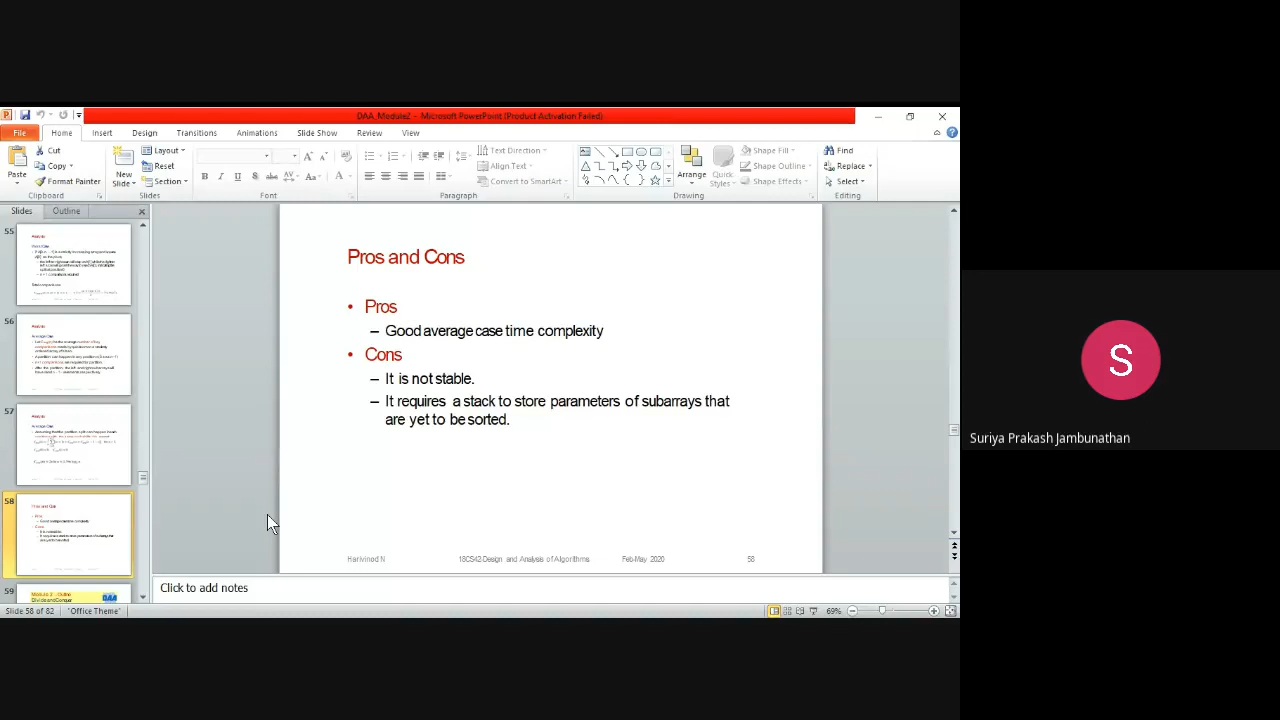 DAA_Module2 - Microsoft PowerPoint (Product Activation Failed)
File Home Insert Design Transitions Animations Slide Show Review View
Paste
Cut
Copy
Format Painter
Clipboard
New Slide
Layout
Reset
Section
Slides
Font
Text Direction
Align Text
Convert to SmartArt
Paragraph
Arrange
Quick Styles
Shape Fill
Shape Outline
Shape Effects
Drawing
Find
Replace
Select
Editing
Slides Outline
55
56
57
58
59
Pros and Cons
• Pros
– Good average case time complexity
• Cons
– It is not stable.
– It requires a stack to store parameters of subarrays that
are yet to be sorted.
Harivinod N 18CS42-Design and Analysis of Algorithms Feb-May 2020 58
Click to add notes
Slide 58 of 82 "Office Theme" 69%
S
Suriya Prakash Jambunathan